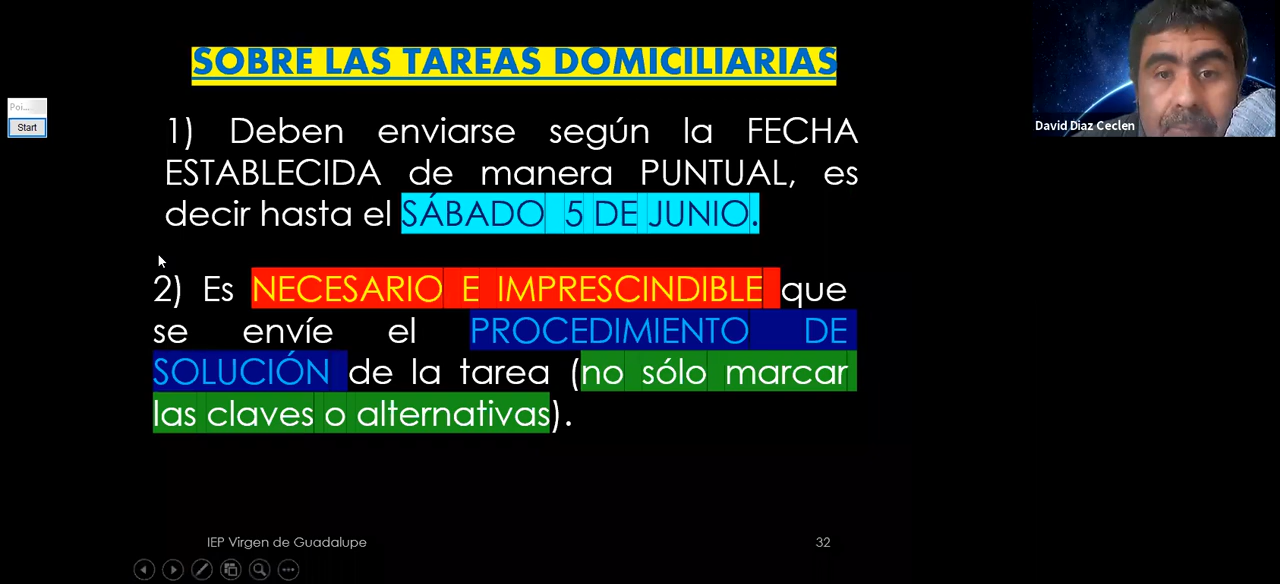 SOBRE LAS TAREAS DOMICILIARIAS
Poi...
Start
David Diaz Ceclen
1) Deben enviarse según la FECHA
ESTABLECIDA de manera PUNTUAL, es
decir hasta el SÁBADO 5 DE JUNIO.
2) Es NECESARIO E IMPRESCINDIBLE que
se envíe el PROCEDIMIENTO DE
SOLUCIÓN de la tarea (no sólo marcar
las claves o alternativas).
IEP Virgen de Guadalupe
32